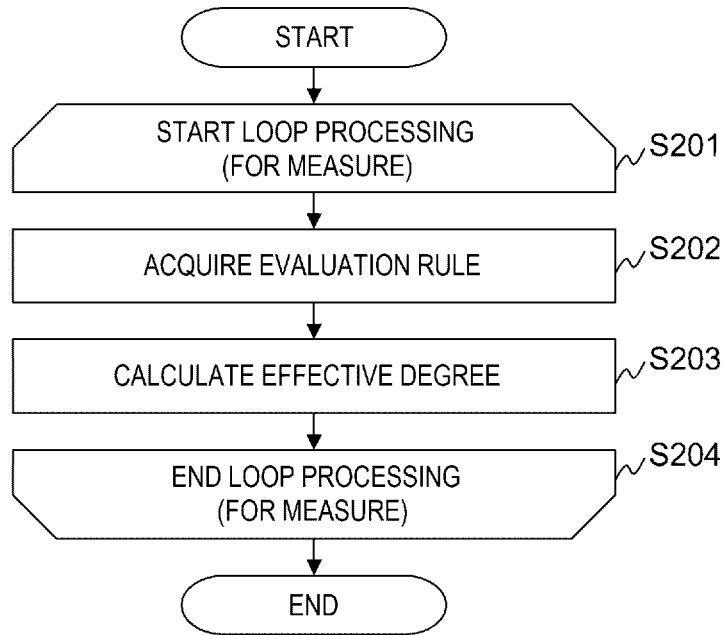 START
START LOOP PROCESSING
(FOR MEASURE)
S201
ACQUIRE EVALUATION RULE
S202
CALCULATE EFFECTIVE DEGREE
S203
END LOOP PROCESSING
(FOR MEASURE)
S204
END